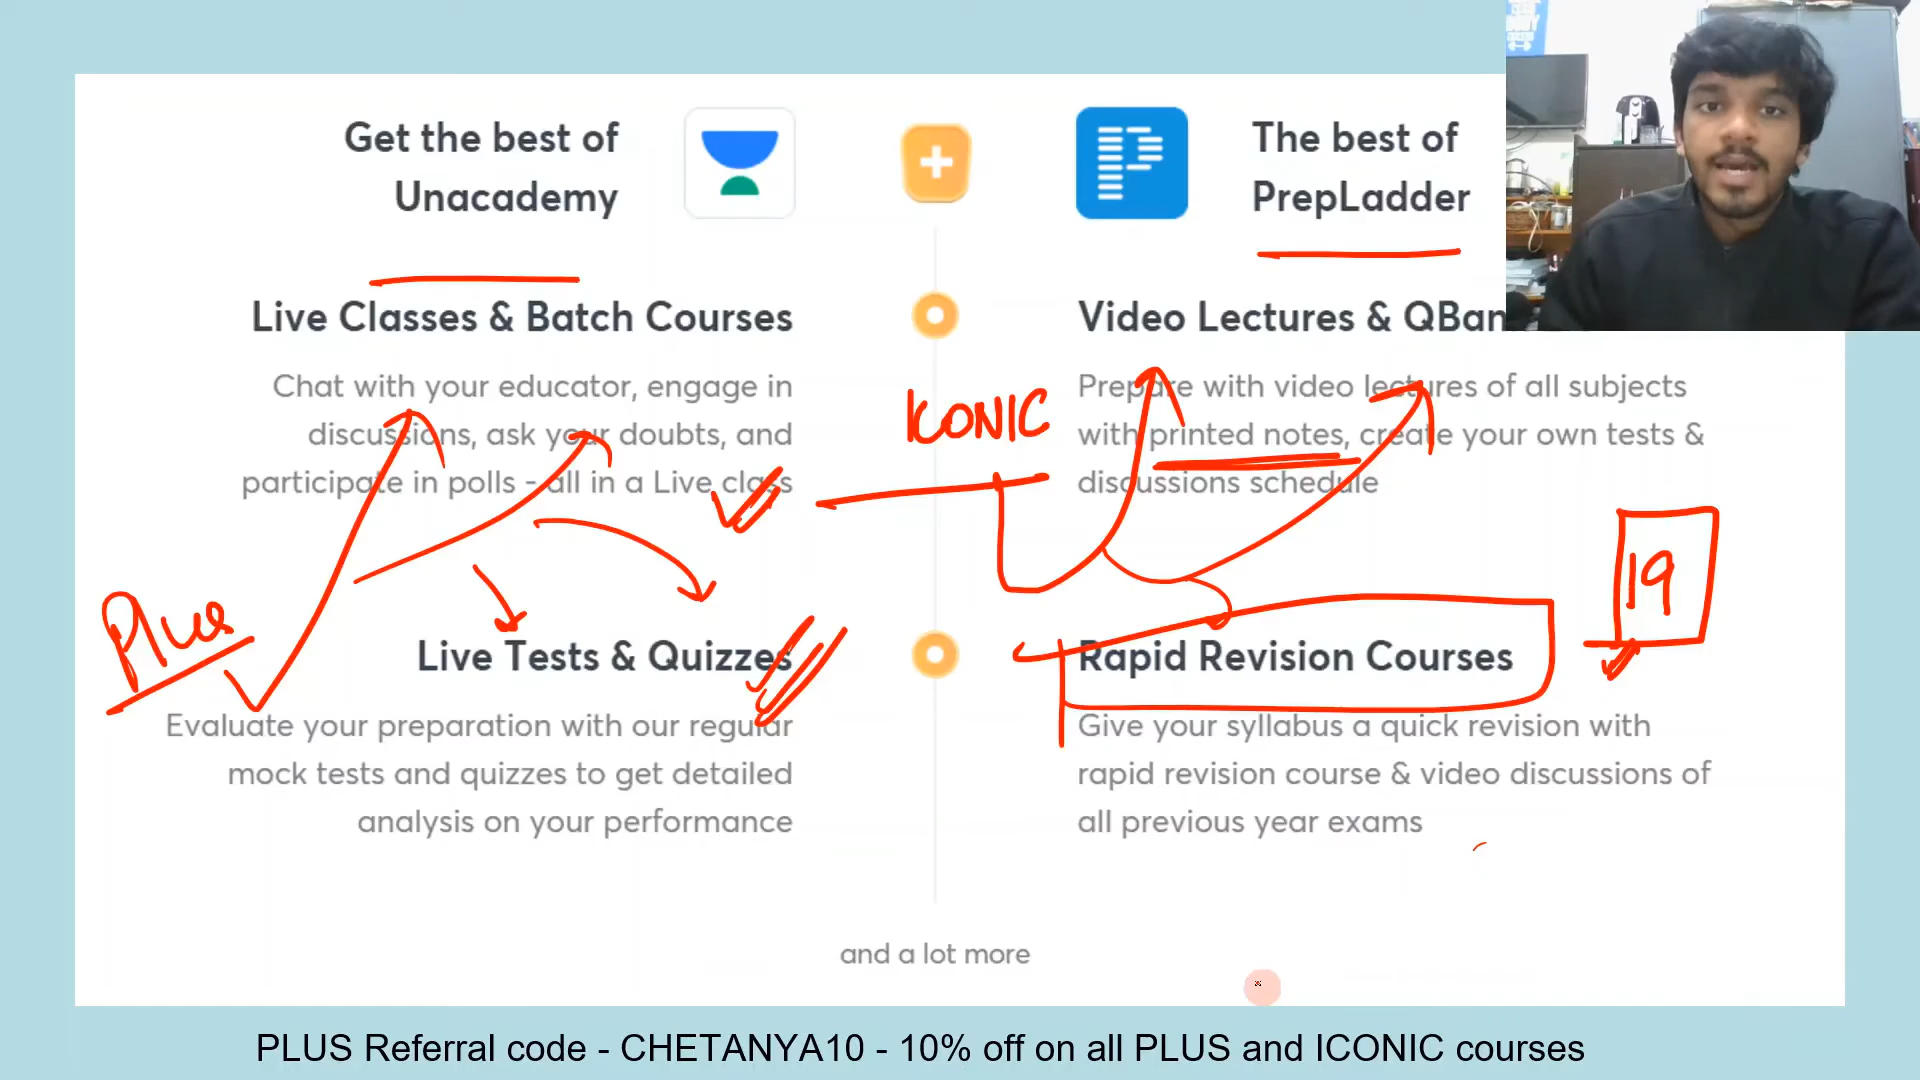 Get the best of
Unacademy
The best of
PrepLadder
Live Classes & Batch Courses
Chat with your educator, engage in
discussions, ask your doubts, and
participate in polls - all in a Live class
ICONIC
Video Lectures & QBan
Prepare with video lectures of all subjects
with printed notes, create your own tests &
discussions schedule
19
Plus
Live Tests & Quizzes
Evaluate your preparation with our regular
mock tests and quizzes to get detailed
analysis on your performance
Rapid Revision Courses
Give your syllabus a quick revision with
rapid revision course & video discussions of
all previous year exams
and a lot more
PLUS Referral code - CHETANYA10 - 10% off on all PLUS and ICONIC courses